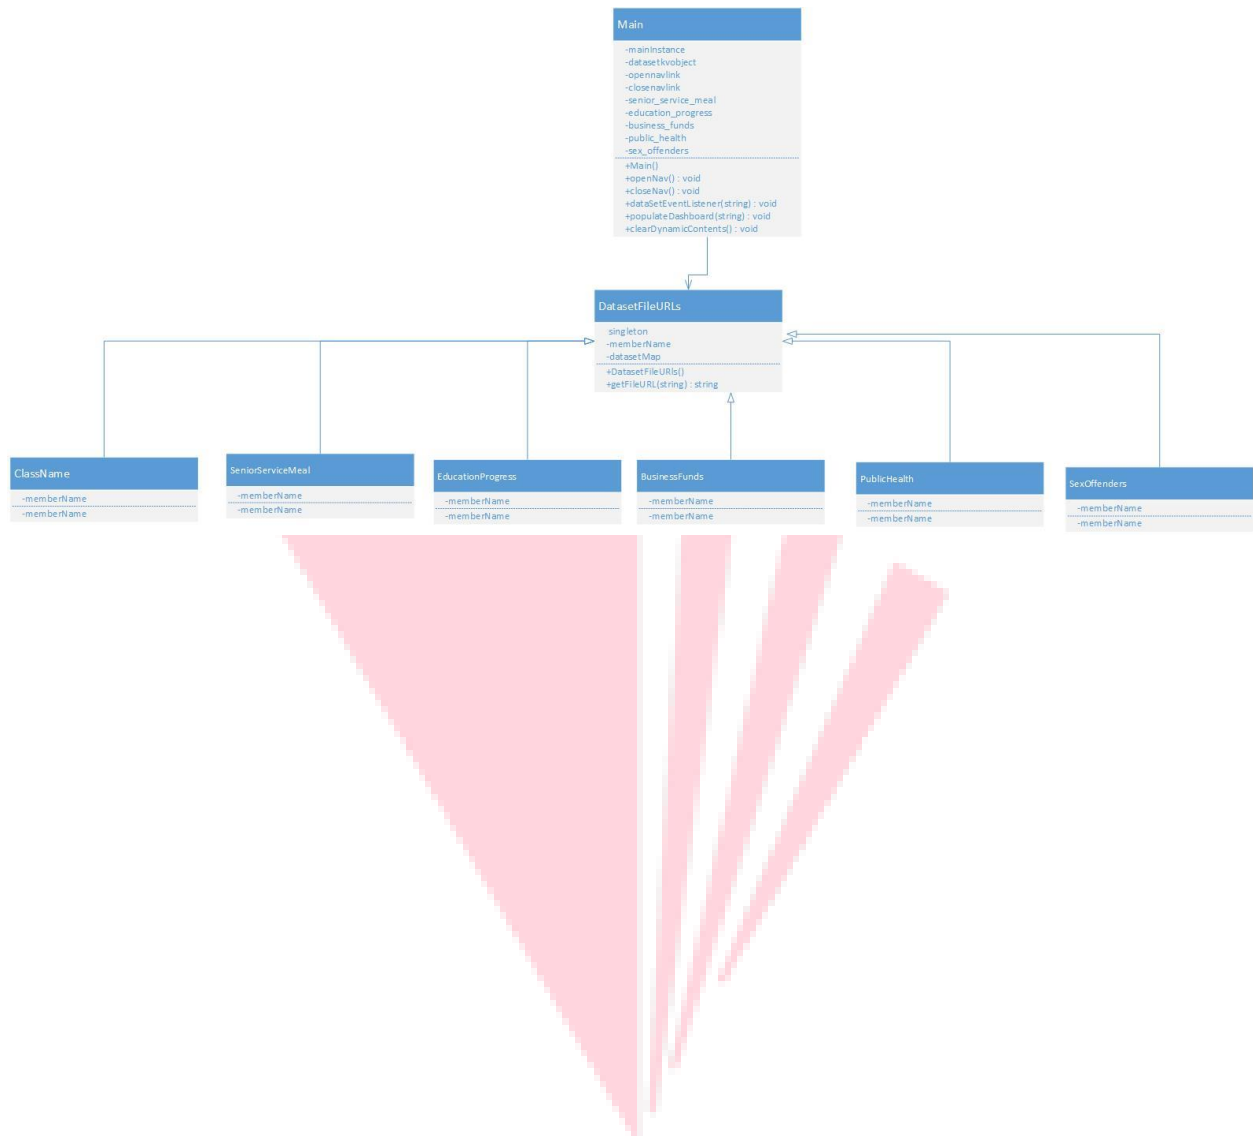 Main
-mainInstance
-datasetkvobject
-opennavlink
-closenavlink
-senior_service_meal
-education_progress
-business_funds
-public_health
-sex_offenders
+Main()
+openNav() : void
+closeNav() : void
+dataSetEventListener(string) : void
+populateDashboard(string) : void
+clearDynamicContents() : void
DatasetFileURLs
singleton
-memberName
-datasetMap
+DatasetFileURls()
+getFileURL(string) : string
ClassName
-memberName
-memberName
SeniorServiceMeal
-memberName
-memberName
EducationProgress
-memberName
-memberName
BusinessFunds
-memberName
-memberName
PublicHealth
-memberName
-memberName
SexOffenders
-memberName
-memberName